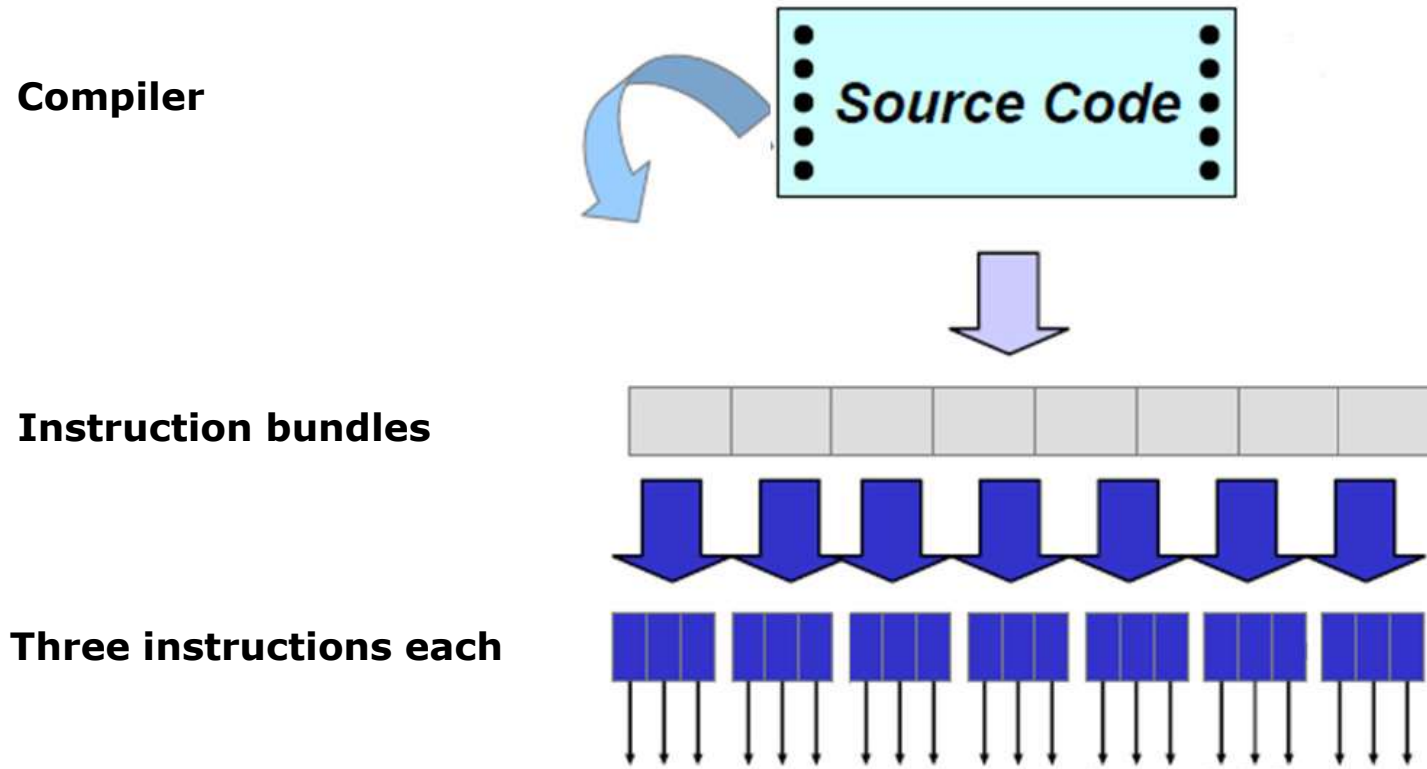 Compiler
Source Code
Instruction bundles
Three instructions each